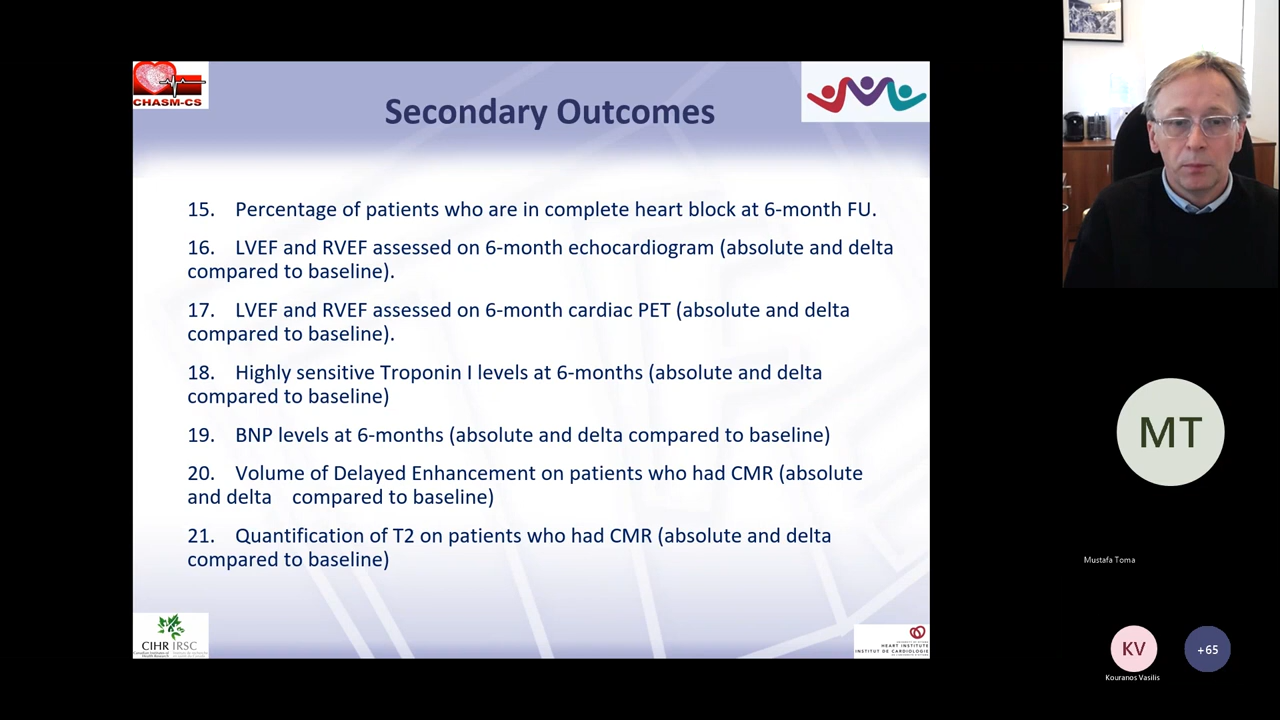 CHASM-CS
Secondary Outcomes
15. Percentage of patients who are in complete heart block at 6-month FU.
16. LVEF and RVEF assessed on 6-month echocardiogram (absolute and delta
compared to baseline).
17. LVEF and RVEF assessed on 6-month cardiac PET (absolute and delta
compared to baseline).
18. Highly sensitive Troponin I levels at 6-months (absolute and delta
compared to baseline)
19. BNP levels at 6-months (absolute and delta compared to baseline)
20. Volume of Delayed Enhancement on patients who had CMR (absolute
and delta compared to baseline)
21. Quantification of T2 on patients who had CMR (absolute and delta
compared to baseline)
CIHR IRSC
HEART INSTITUTE
INSTITUT DE CARDIOLOGIE
MT
Mustafa Toma
KV
Kouranos Vasilis
+65